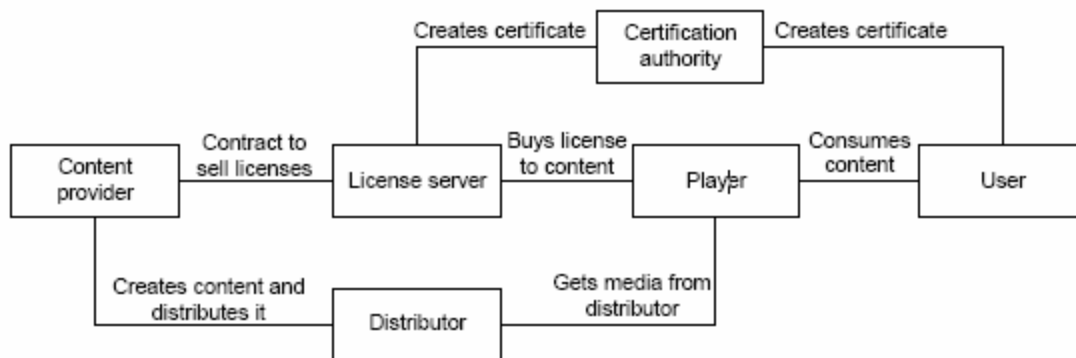 Creates certificate
Certification
authority
Creates certificate
Content
provider
Contract to
sell licenses
License server
Buys license
to content
Player
Consumes
content
User
Creates content and
distributes it
Distributor
Gets media from
distributor